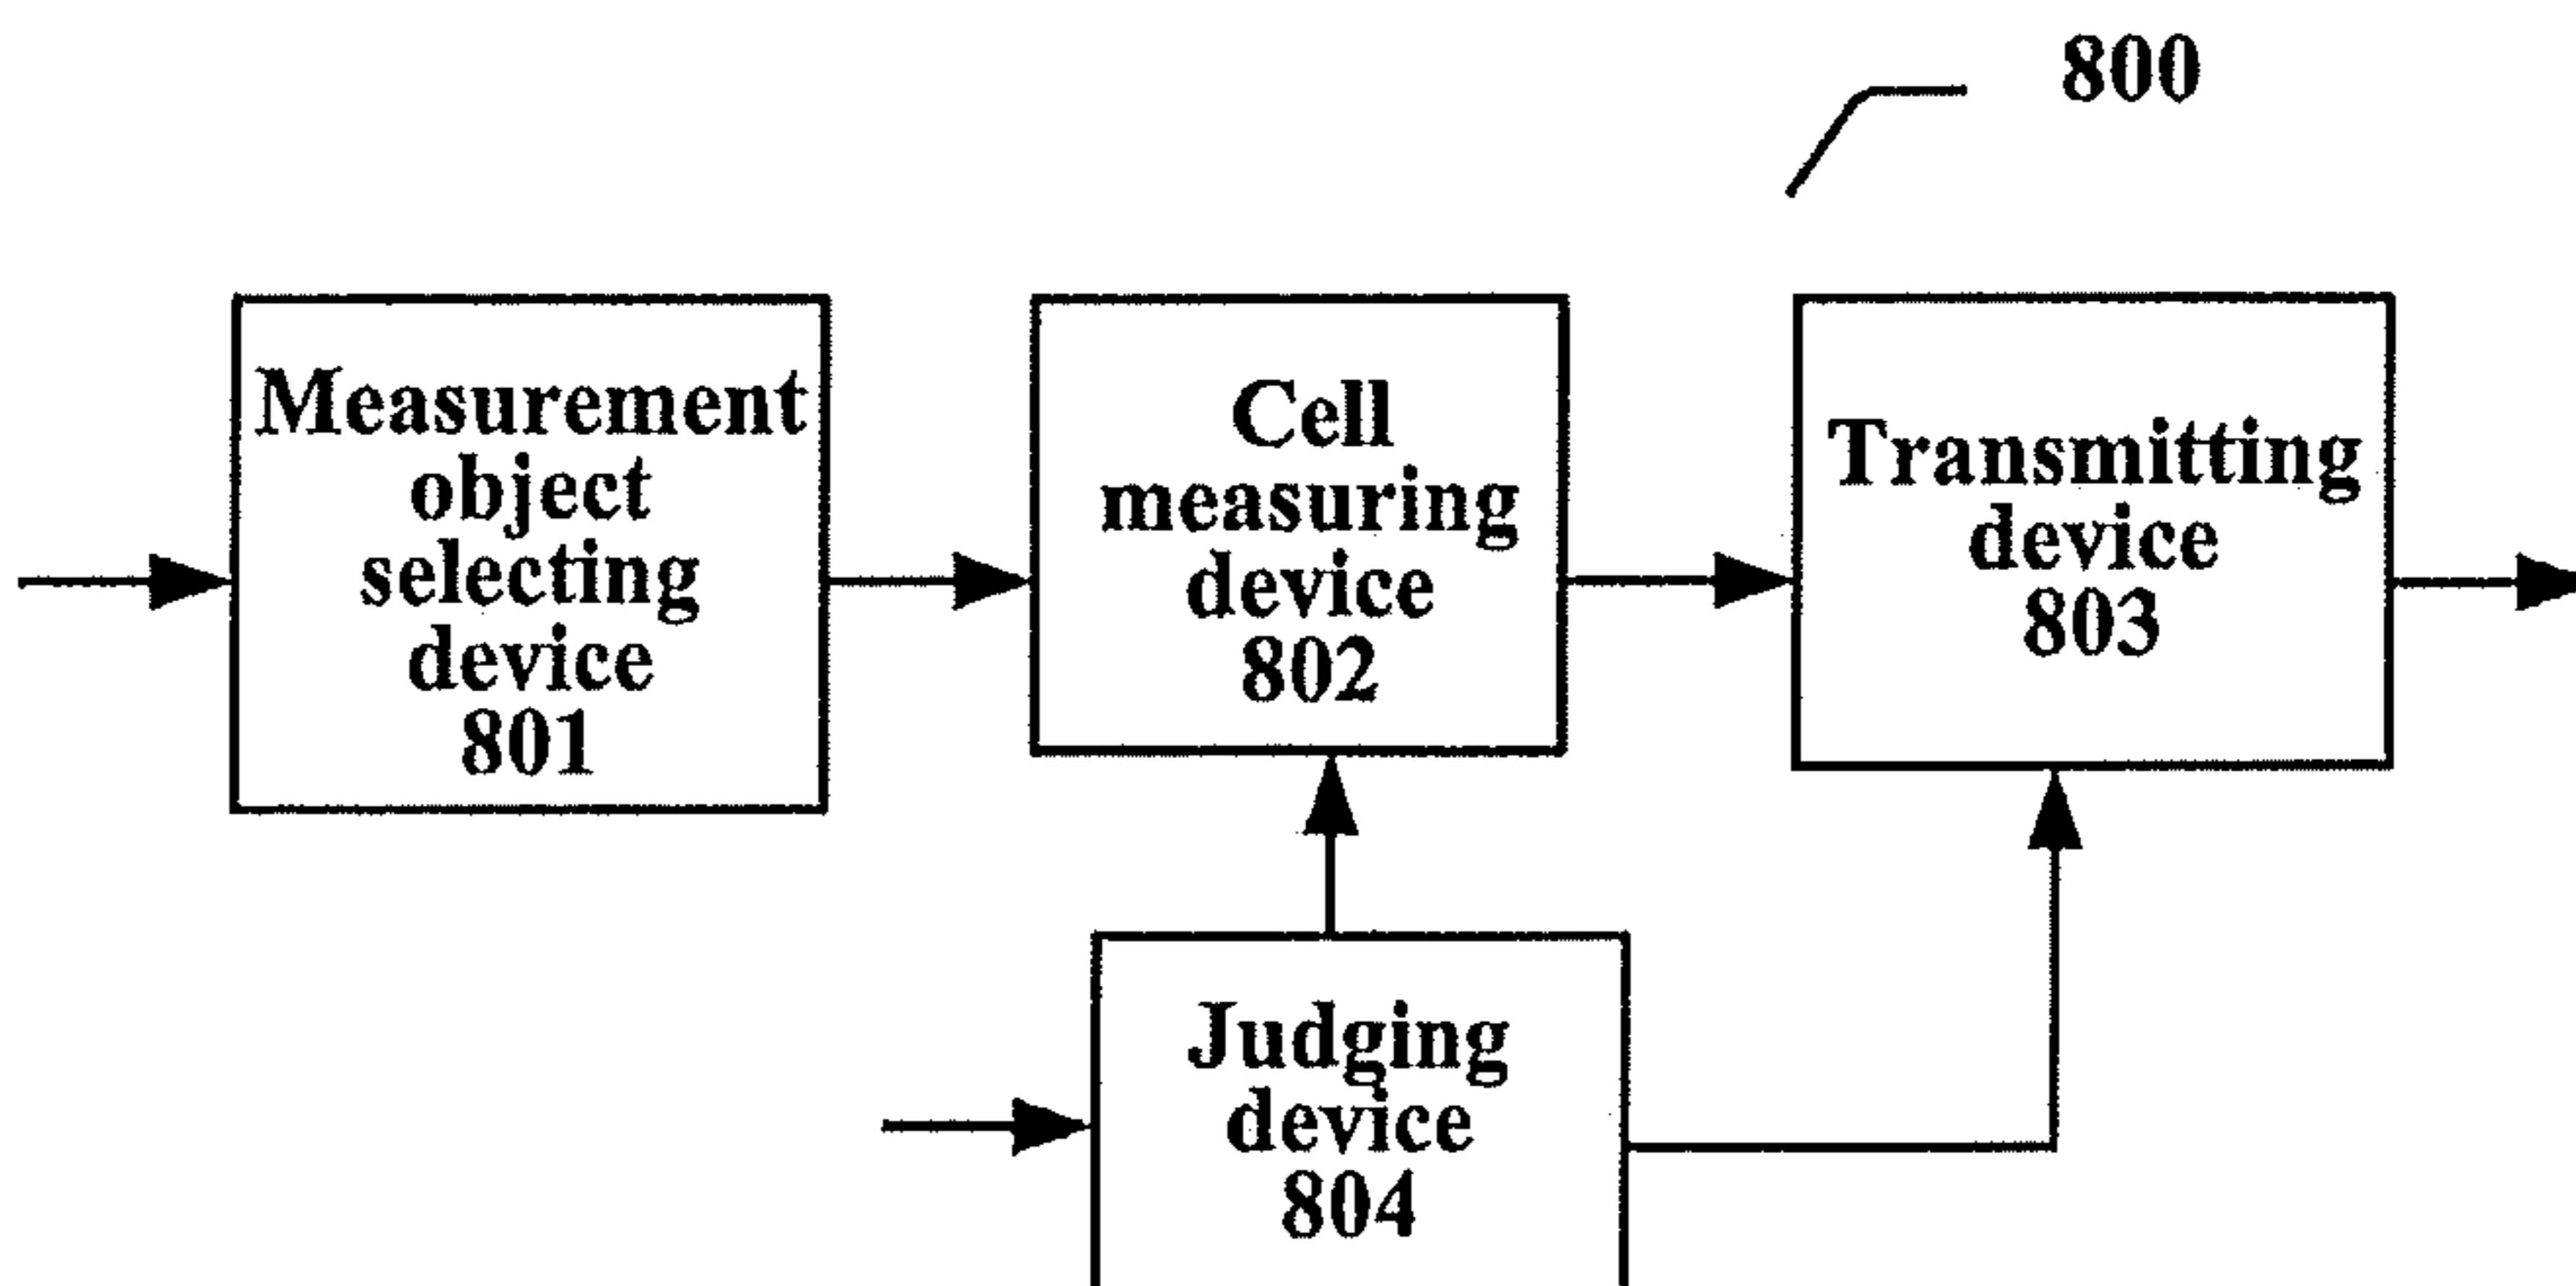 800
Measurement
object
selecting
device
801
Cell
measuring
device
802
Transmitting
device
803
Judging
device
804